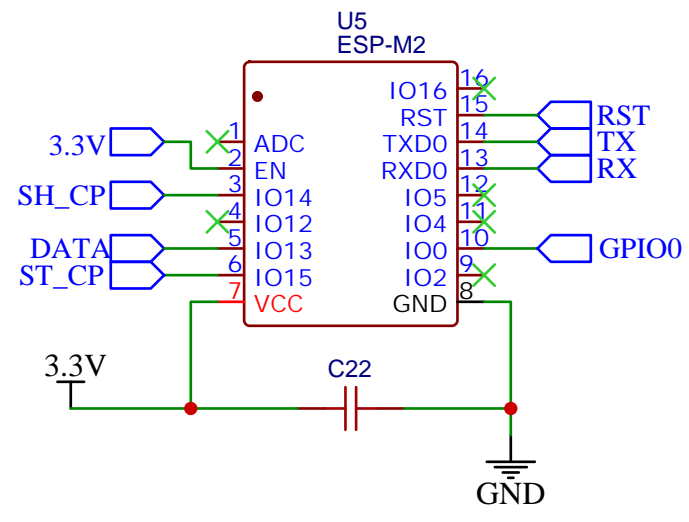 U5
ESP-M2
16
IO16
15
RST
RST
1
ADC
14
TXD0
TX
3.3V
2
EN
13
RXD0
RX
SH_CP
3
IO14
12
IO5
4
IO12
11
IO4
DATA
5
IO13
10
IO0
GPIO0
ST_CP
6
IO15
9
IO2
7
VCC
8
GND
3.3V
C22
GND